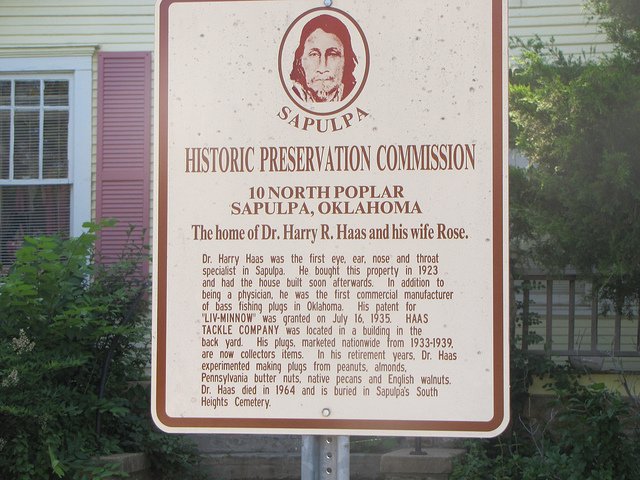 SAPULPA
HISTORIC PRESERVATION COMMISSION
10 NORTH POPLAR
SAPULPA, OKLAHOMA
The home of Dr. Harry R. Haas and his wife Rose.
Dr. Harry Haas was the first eye, ear, nose and throat
specialist in Sapulpa. He bought this property in 1923
and had the house built soon afterwards. In addition to
being a physician, he was the first commercial manufacturer
of bass fishing plugs in Oklahoma. His patent for
"LIV-MINNOW" was granted on July 16, 1935. HAAS
TACKLE COMPANY was located in a building in the
back yard. His plugs, marketed nationwide from 1933-1939,
are now collectors items. In his retirement years, Dr. Haas
experimented making plugs from peanuts, almonds,
Pennsylvania butter nuts, native pecans and English walnuts.
Dr. Haas died in 1964 and is buried in Sapulpa's South
Heights Cemetery.